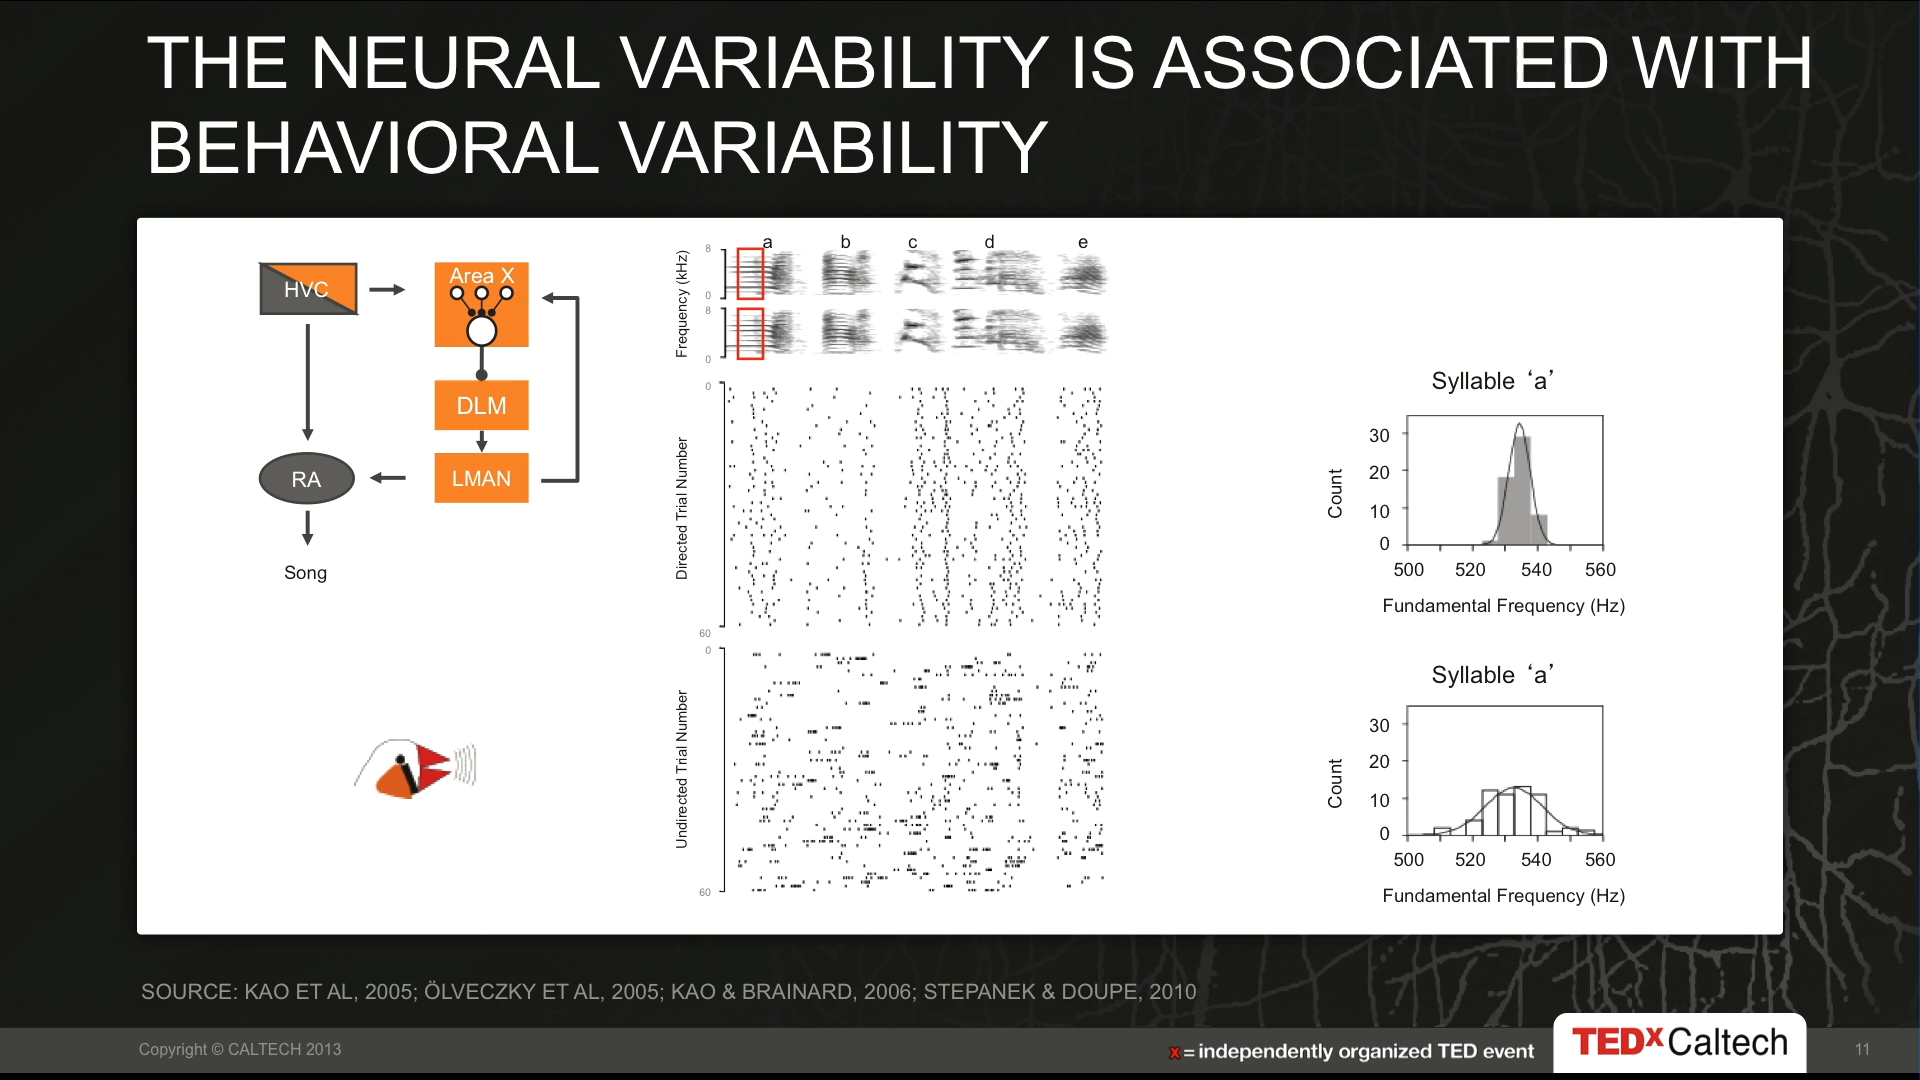 THE NEURAL VARIABILITY IS ASSOCIATED WITH
BEHAVIORAL VARIABILITY
HVC
Area X
DLM
LMAN
RA
Song
a b c d e
Frequency (kHz)
8
0
8
0
Directed Trial Number
0
60
Undirected Trial Number
0
60
Syllable ‘a’
Count
30
20
10
0
500 520 540 560
Fundamental Frequency (Hz)
Syllable ‘a’
Count
30
20
10
0
500 520 540 560
Fundamental Frequency (Hz)
SOURCE: KAO ET AL, 2005; ÖLVECZKY ET AL, 2005; KAO & BRAINARD, 2006; STEPANEK & DOUPE, 2010
Copyright © CALTECH 2013
x = independently organized TED event
TEDxCaltech
11